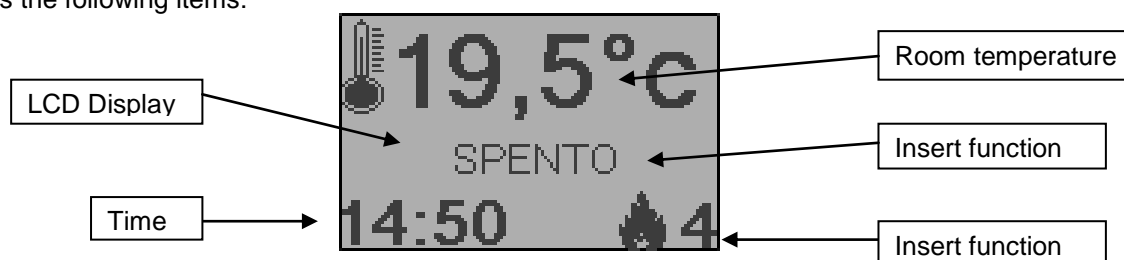 s the following items:
19,5°c
Room temperature
LCD Display
SPENTO
Insert function
Time
14:50
4
Insert function